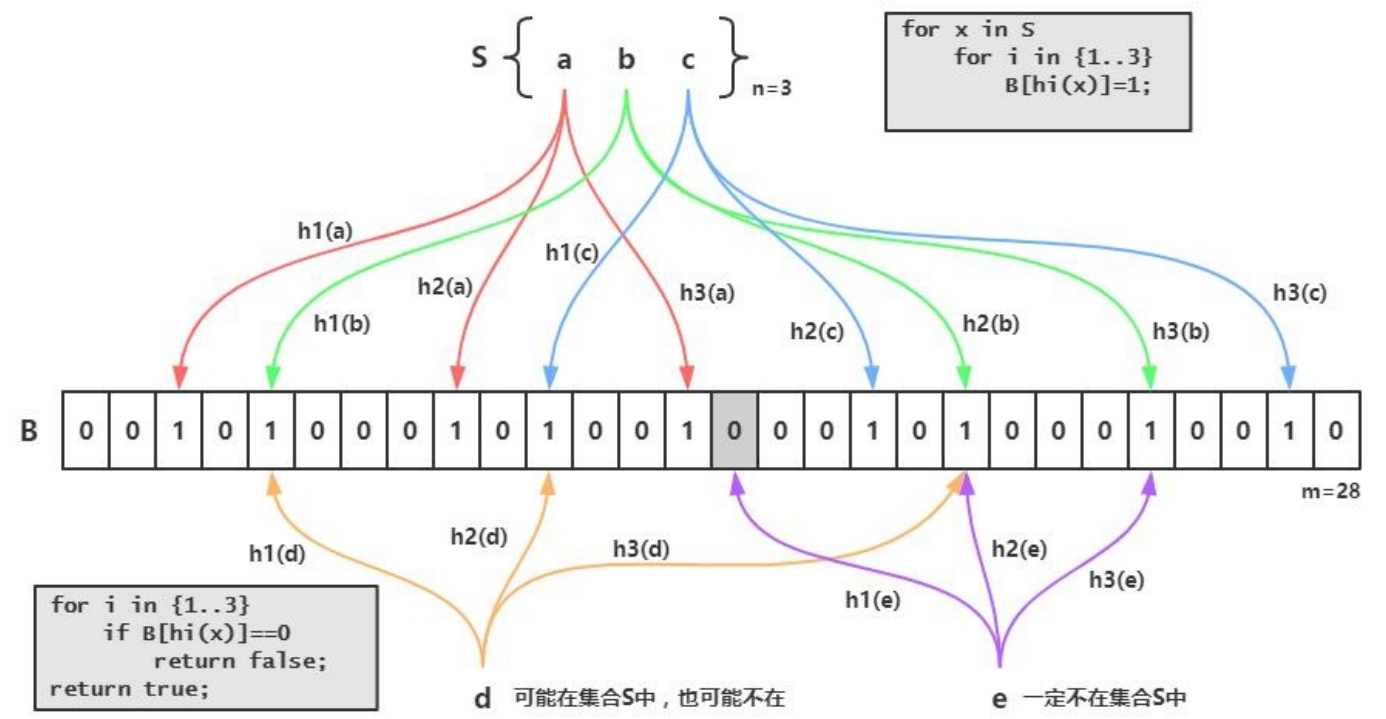 S { a b c }
n=3
for x in S
for i in {1..3}
B[hi(x)]=1;
h1(a)
h2(a)
h1(c)
h3(a)
h3(c)
h1(b)
h2(c)
h2(b)
h3(b)
B 0 0 1 0 1 0 0 0 1 0 1 0 0 1 0 0 0 1 0 1 0 0 0 1 0 0 1 0
m=28
h1(d)
h2(d)
h3(d)
h2(e)
h1(e)
h3(e)
for i in {1..3}
if B[hi(x)]==0
return false;
return true;
d 可能在集合S中，也可能不在
e 一定不在集合S中